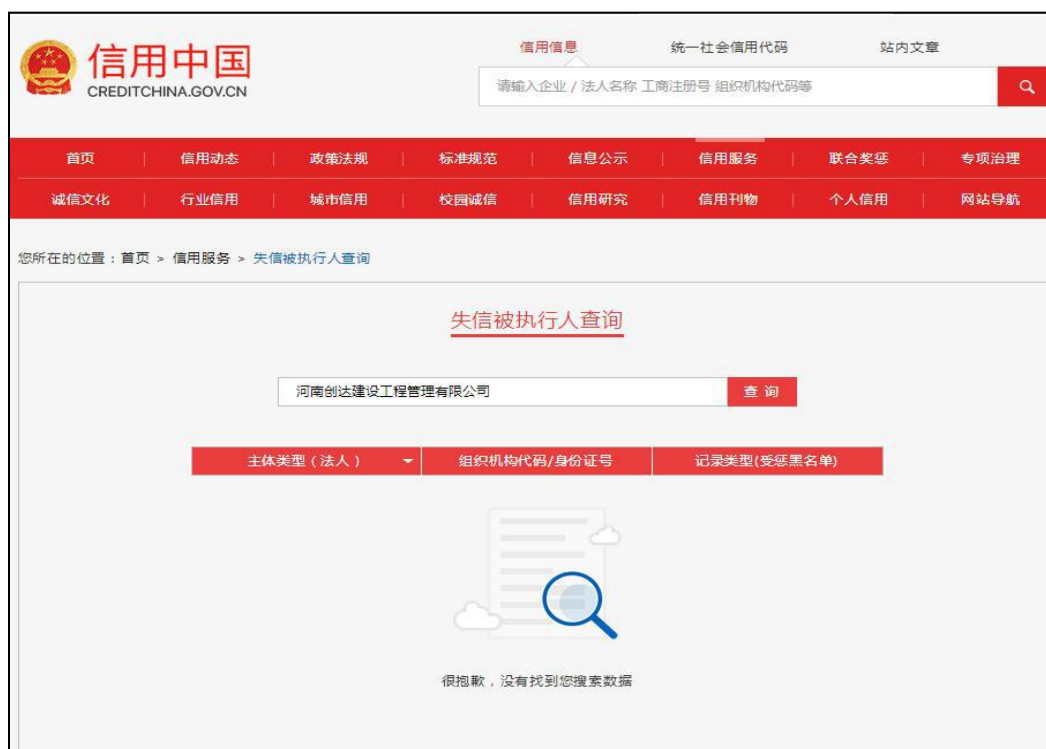 信用中国
CREDITCHINA.GOV.CN
信用信息 统一社会信用代码 站内文章
请输入企业 / 法人名称 工商注册号 组织机构代码等
首页 | 信用动态 | 政策法规 | 标准规范 | 信息公示 | 信用服务 | 联合奖惩 | 专项治理
诚信文化 | 行业信用 | 城市信用 | 校园诚信 | 信用研究 | 信用刊物 | 个人信用 | 网站导航
您所在的位置：首页 > 信用服务 > 失信被执行人查询
失信被执行人查询
河南创达建设工程管理有限公司 查 询
主体类型（法人） 组织机构代码/身份证号 记录类型(受惩黑名单)
很抱歉，没有找到您搜索数据